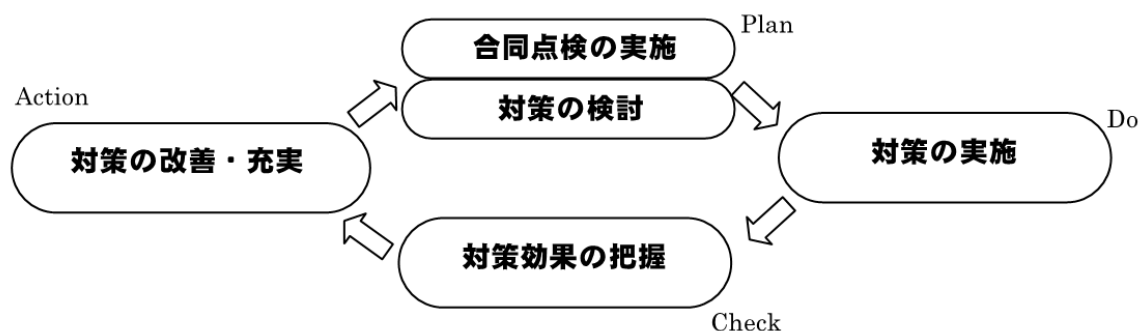 Plan
合同点検の実施
対策の検討
Action
対策の改善・充実
Do
対策の実施
対策効果の把握
Check